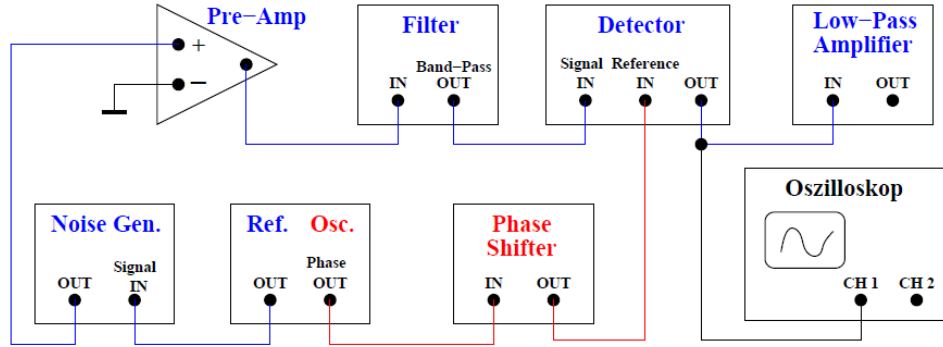 Pre-Amp
+
−
Filter
Band-Pass
IN OUT
Detector
Signal Reference
IN IN OUT
Low-Pass
Amplifier
IN OUT
Noise Gen.
Signal
OUT IN
Ref. Osc.
Phase
OUT OUT
Phase
Shifter
IN OUT
Oszilloskop
CH 1 CH 2